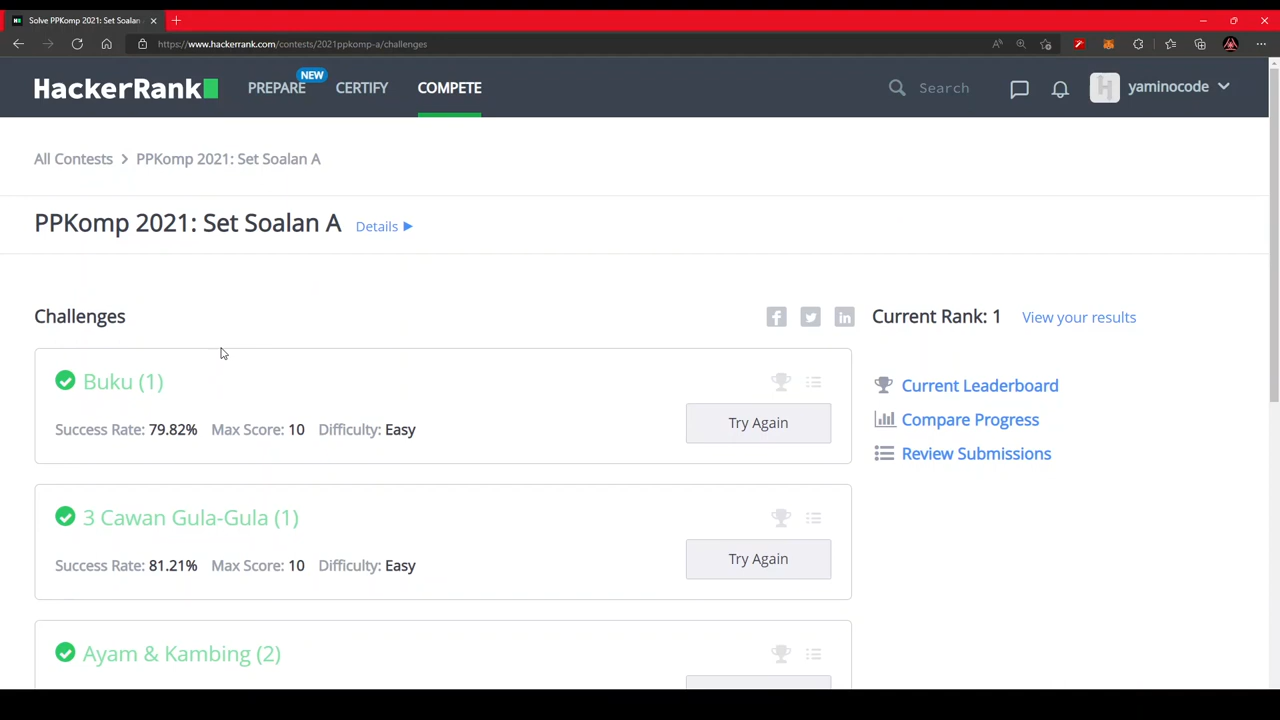 Solve PPKomp 2021: Set Soalan
https://www.hackerrank.com/contests/2021ppkomp-a/challenges
HackerRank
PREPARE
NEW
CERTIFY
COMPETE
Search
yaminocode
All Contests
PPKomp 2021: Set Soalan A
PPKomp 2021: Set Soalan A
Details
Challenges
Current Rank: 1
View your results
Buku (1)
Success Rate: 79.82% Max Score: 10 Difficulty: Easy
Try Again
Current Leaderboard
Compare Progress
Review Submissions
3 Cawan Gula-Gula (1)
Success Rate: 81.21% Max Score: 10 Difficulty: Easy
Try Again
Ayam & Kambing (2)